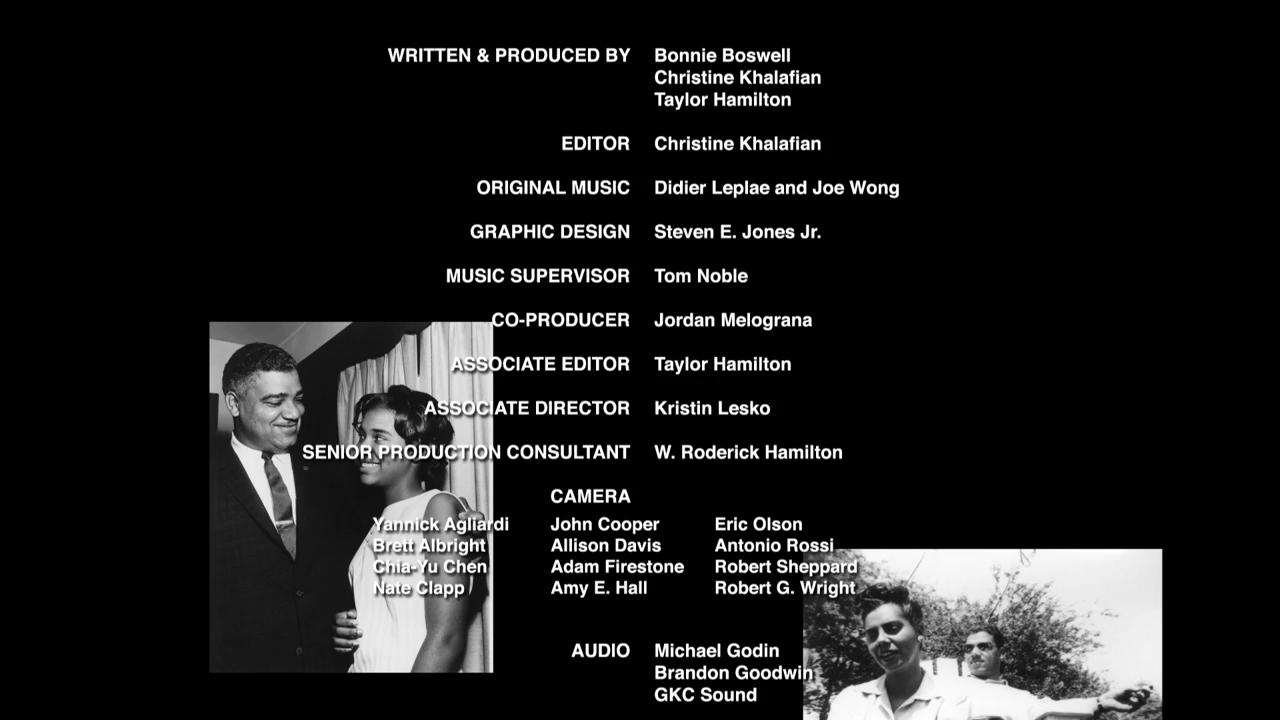 WRITTEN & PRODUCED BY Bonnie Boswell
Christine Khalafian
Taylor Hamilton
EDITOR Christine Khalafian
ORIGINAL MUSIC Didier Leplae and Joe Wong
GRAPHIC DESIGN Steven E. Jones Jr.
MUSIC SUPERVISOR Tom Noble
CO-PRODUCER Jordan Melograna
ASSOCIATE EDITOR Taylor Hamilton
ASSOCIATE DIRECTOR Kristin Lesko
SENIOR PRODUCTION CONSULTANT W. Roderick Hamilton
CAMERA
Yannick Agliardi John Cooper Eric Olson
Brett Albright Allison Davis Antonio Rossi
Chia-Yu Chen Adam Firestone Robert Sheppard
Nate Clapp Amy E. Hall Robert G. Wright
AUDIO Michael Godin
Brandon Goodwin
GKC Sound